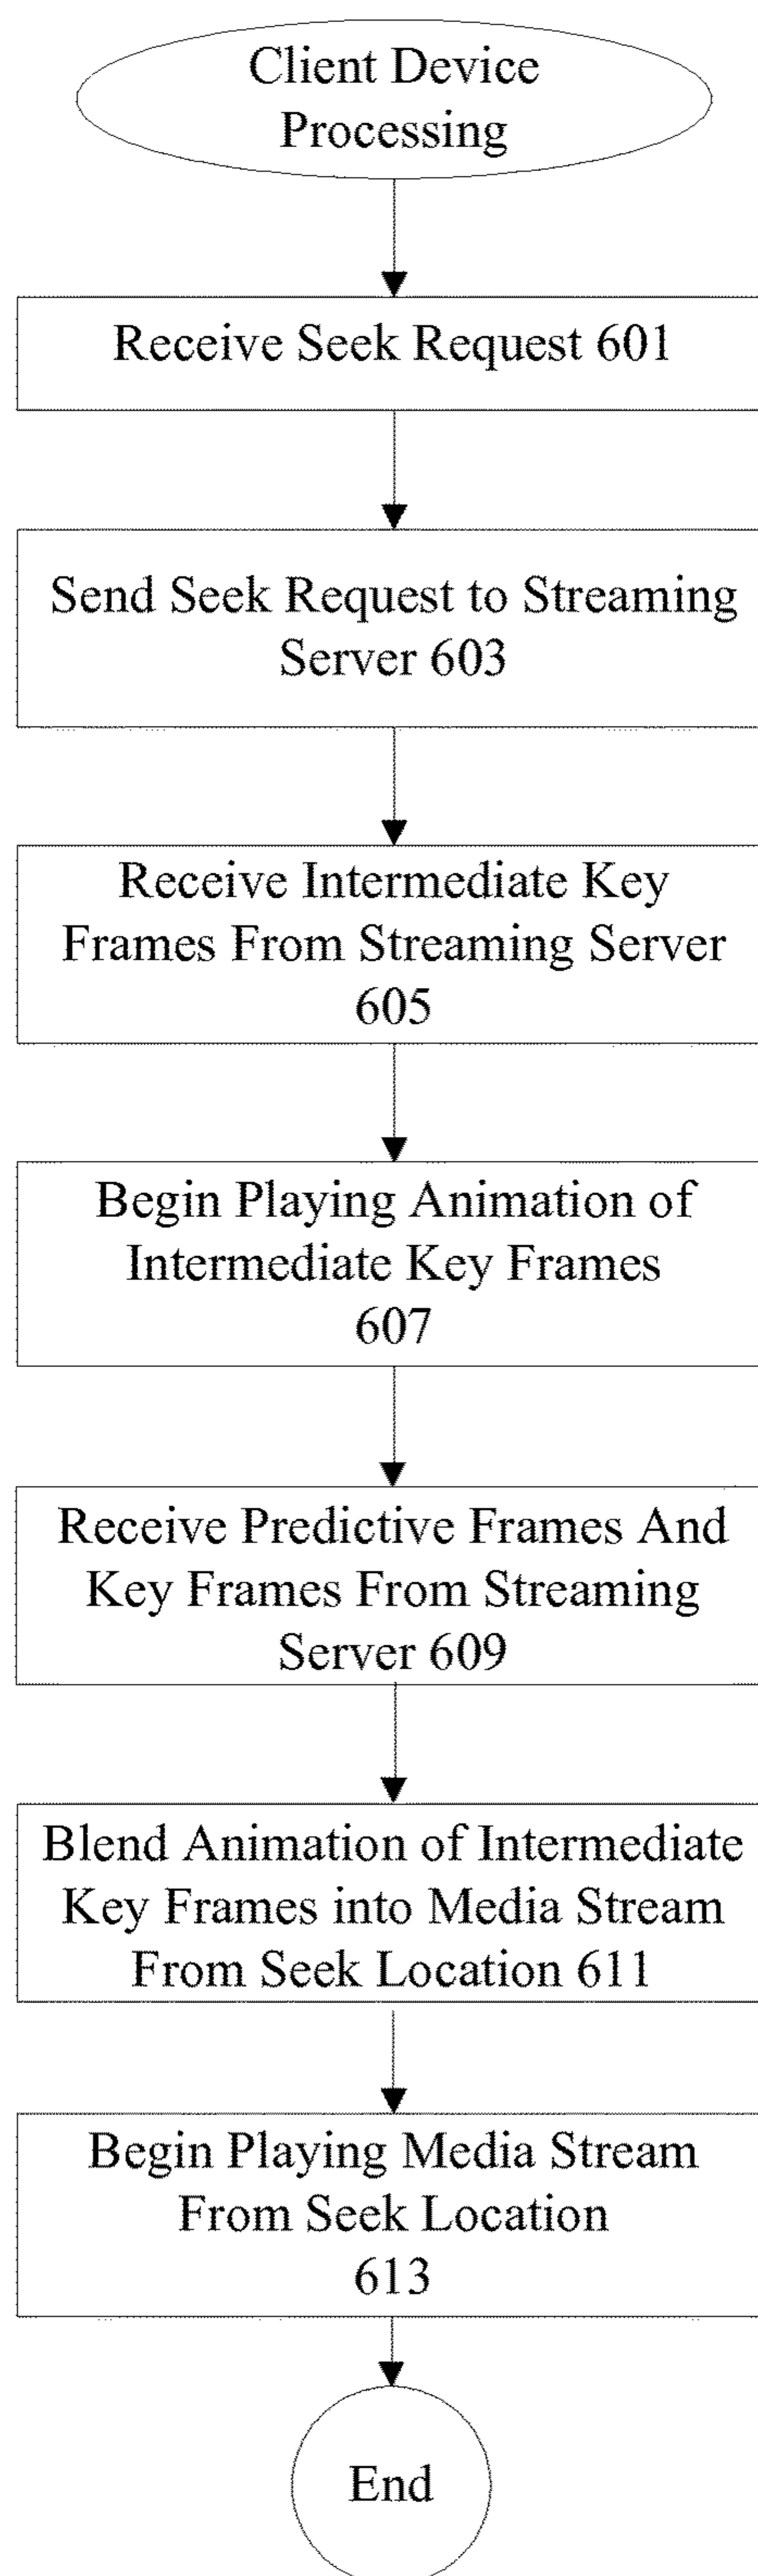 Client Device
Processing
Receive Seek Request 601
Send Seek Request to Streaming
Server 603
Receive Intermediate Key
Frames From Streaming Server
605
Begin Playing Animation of
Intermediate Key Frames
607
Receive Predictive Frames And
Key Frames From Streaming
Server 609
Blend Animation of Intermediate
Key Frames into Media Stream
From Seek Location 611
Begin Playing Media Stream
From Seek Location
613
End